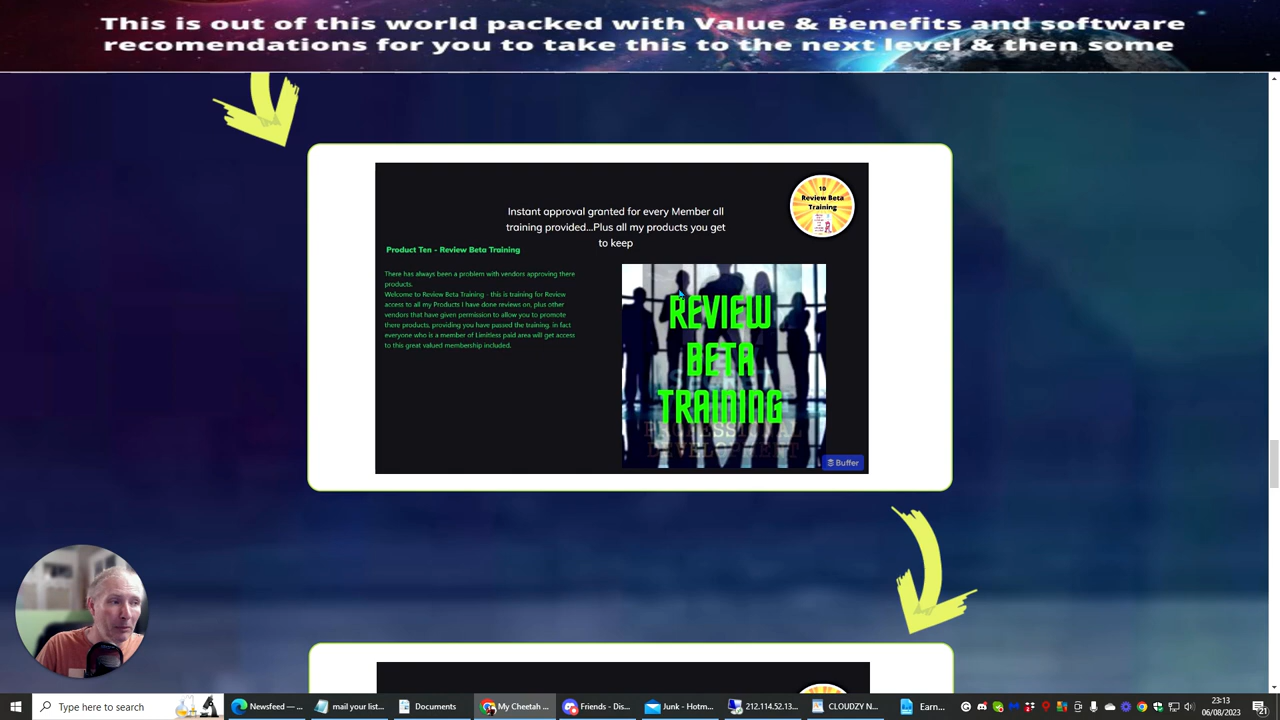 This is out of this world packed with Value & Benefits and software
recomendations for you to take this to the next level & then some
10
Review Beta
Training
Instant approval granted for every Member all
training provided...Plus all my products you get
to keep
Product Ten - Review Beta Training
There has always been a problem with vendors approving there
products.
Welcome to Review Beta Training - this is training for Review
access to all my Products I have done reviews on, plus other
vendors that have given permission to allow you to promote
there products, providing you have passed the training. in fact
everyone who is a member of Limitless paid area will get access
to this great valued membership included.
REVIEW
BETA
TRAINING
PROFESSIONAL
DEVELOPMENT
Buffer
Type here to search
Newsfeed — ...
mail your list...
Documents
My Cheetah ...
Friends - Dis...
Junk - Hotm...
212.114.52.13...
CLOUDZY N...
Earn...
23:13
06/08/2023